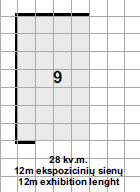 9
28 kv.m.
12m ekspozicinių sienų
12m exhibition lenght